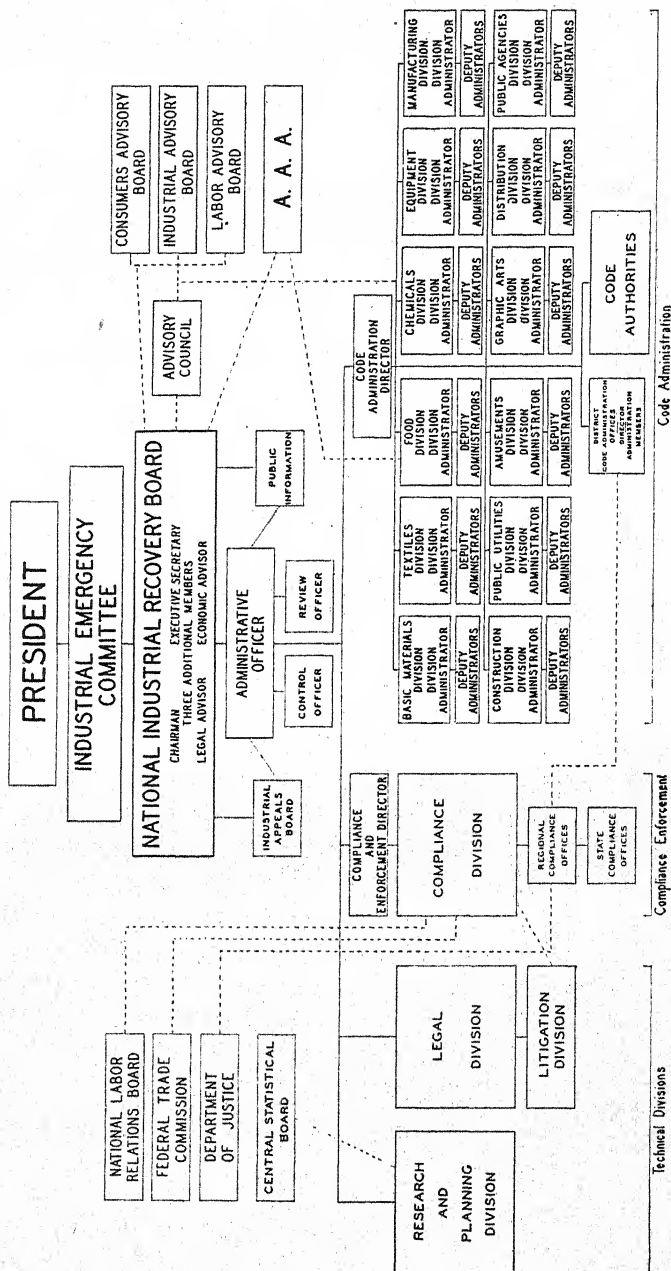 PRESIDENT
INDUSTRIAL EMERGENCY
COMMITTEE
NATIONAL INDUSTRIAL RECOVERY BOARD
CHAIRMAN EXECUTIVE SECRETARY
THREE ADDITIONAL MEMBERS
LEGAL ADVISOR ECONOMIC ADVISOR
ADVISORY
COUNCIL
CONSUMERS ADVISORY
BOARD
INDUSTRIAL ADVISORY
BOARD
LABOR ADVISORY
BOARD
A. A. A.
NATIONAL LABOR
RELATIONS BOARD
FEDERAL TRADE
COMMISSION
DEPARTMENT
OF JUSTICE
CENTRAL STATISTICAL
BOARD
INDUSTRIAL
APPEALS
BOARD
ADMINISTRATIVE
OFFICER
PUBLIC
INFORMATION
CONTROL
OFFICER
REVIEW
OFFICER
RESEARCH
AND
PLANNING
DIVISION
LEGAL
DIVISION
LITIGATION
DIVISION
COMPLIANCE
AND
ENFORCEMENT DIRECTOR
COMPLIANCE
DIVISION
REGIONAL
COMPLIANCE
OFFICES
STATE
COMPLIANCE
OFFICES
CODE
ADMINISTRATION
DIRECTOR
BASIC MATERIALS
DIVISION
DIVISION
ADMINISTRATOR
DEPUTY
ADMINISTRATORS
TEXTILES
DIVISION
DIVISION
ADMINISTRATOR
DEPUTY
ADMINISTRATORS
FOOD
DIVISION
DIVISION
ADMINISTRATOR
DEPUTY
ADMINISTRATORS
CHEMICALS
DIVISION
DIVISION
ADMINISTRATOR
DEPUTY
ADMINISTRATORS
EQUIPMENT
DIVISION
DIVISION
ADMINISTRATOR
DEPUTY
ADMINISTRATORS
MANUFACTURING
DIVISION.
DIVISION
ADMINISTRATOR
DEPUTY
ADMINISTRATORS
CONSTRUCTION
DIVISION
DIVISION
ADMINISTRATOR
DEPUTY
ADMINISTRATORS
PUBLIC UTILITIES
DIVISION
DIVISION
ADMINISTRATOR
DEPUTY
ADMINISTRATORS
AMUSEMENTS
DIVISION
DIVISION
ADMINISTRATOR
DEPUTY
ADMINISTRATORS
GRAPHIC ARTS
DIVISION
DIVISION
ADMINISTRATOR
DEPUTY
ADMINISTRATORS
DISTRIBUTION
DIVISION
DIVISION
ADMINISTRATOR
DEPUTY
ADMINISTRATORS
PUBLIC AGENCIES
DIVISION
DIVISION
ADMINISTRATOR
DEPUTY
ADMINISTRATORS
DISTRICT
CODE ADMINISTRATION
OFFICES
DIRECTOR
ADMINISTRATION
MEMBERS
CODE
AUTHORITIES
Technical Divisions
Compliance Enforcement
Code Administration